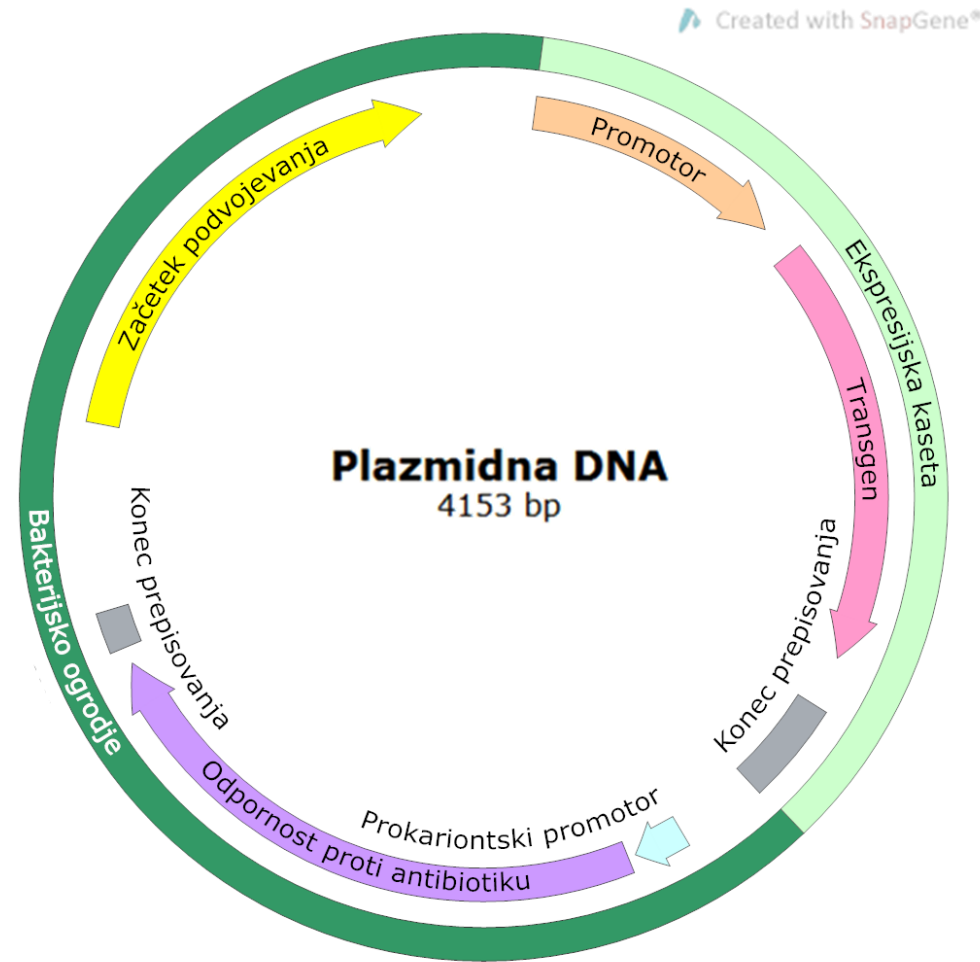 Created with SnapGene®
Promotor
Začetek podvojevanja
Ekspresijska kaseta
Transgen
Plazmidna DNA
4153 bp
Konec prepisovanja
Konec prepisovanja
Bakterijsko ogrodje
Odpornost proti antibiotiku
Prokariontski promotor